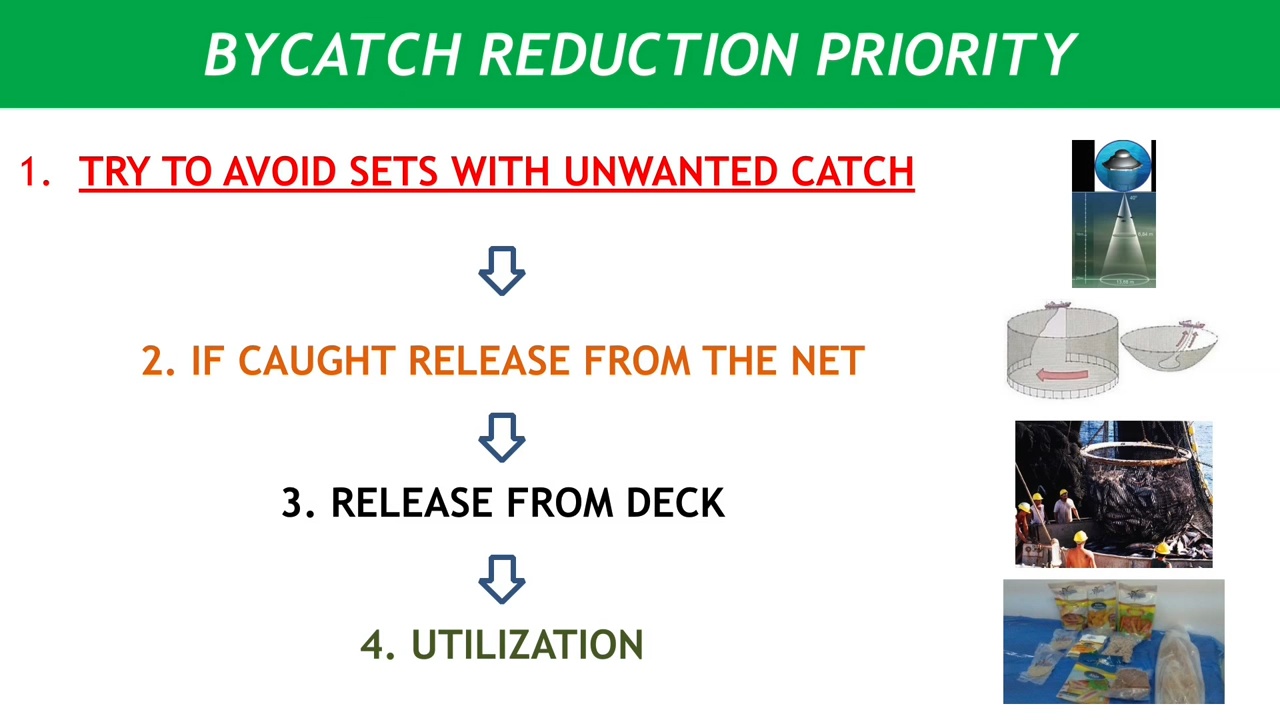 BYCATCH REDUCTION PRIORITY
1. TRY TO AVOID SETS WITH UNWANTED CATCH
40°
2. IF CAUGHT RELEASE FROM THE NET
3. RELEASE FROM DECK
4. UTILIZATION